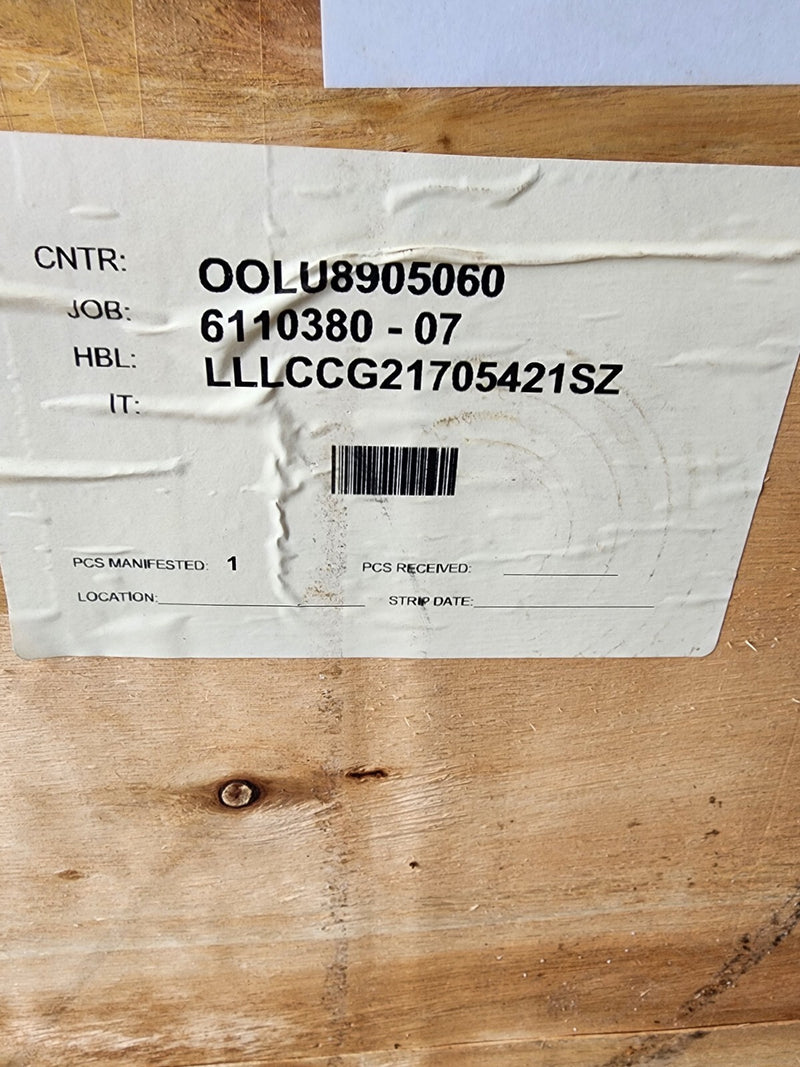 CNTR: OOLU8905060
JOB: 6110380 - 07
HBL: LLLCCG21705421SZ
IT:
PCS MANIFESTED: 1 PCS RECEIVED:
LOCATION: STRIP DATE: